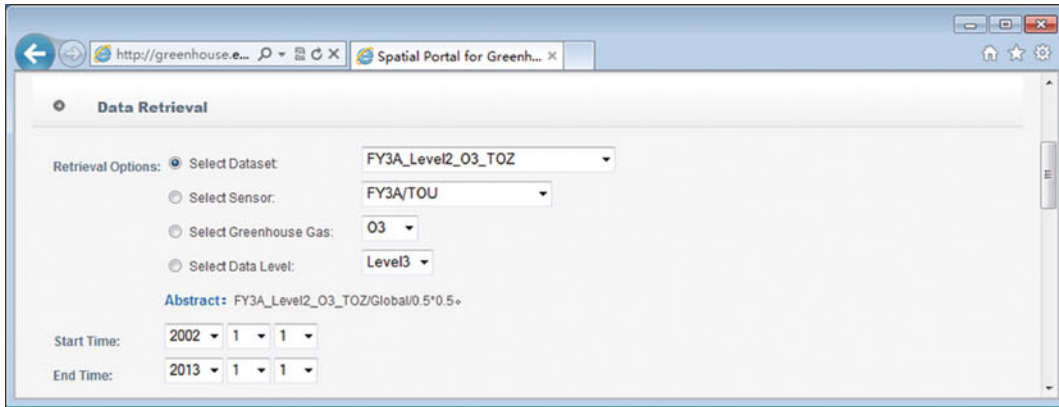 http://greenhouse.e... Spatial Portal for Greenh...
Data Retrieval
Retrieval Options: Select Dataset: FY3A_Level2_O3_TOZ
Select Sensor: FY3A/TOU
Select Greenhouse Gas: O3
Select Data Level: Level3
Abstract: FY3A_Level2_O3_TOZ/Global/0.5*0.5。
Start Time: 2002 1 1
End Time: 2013 1 1